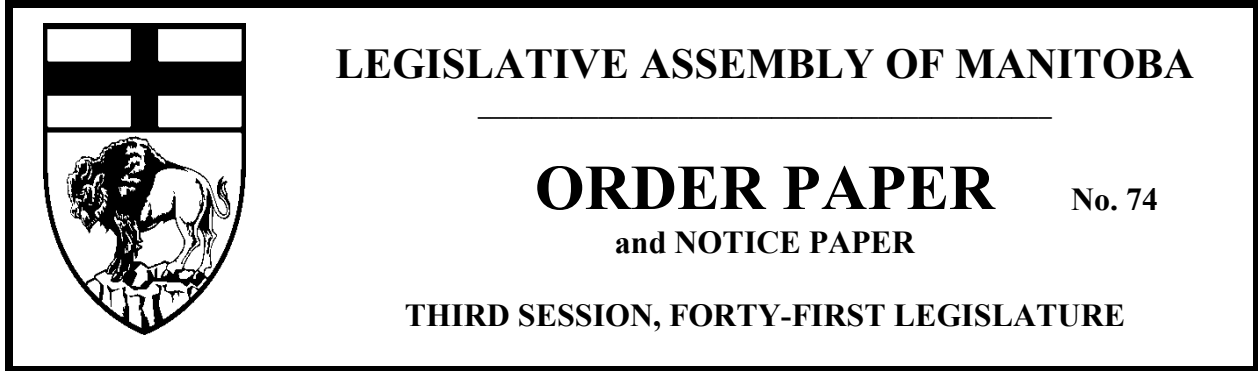 LEGISLATIVE ASSEMBLY OF MANITOBA
ORDER PAPER No. 74
and NOTICE PAPER
THIRD SESSION, FORTY-FIRST LEGISLATURE